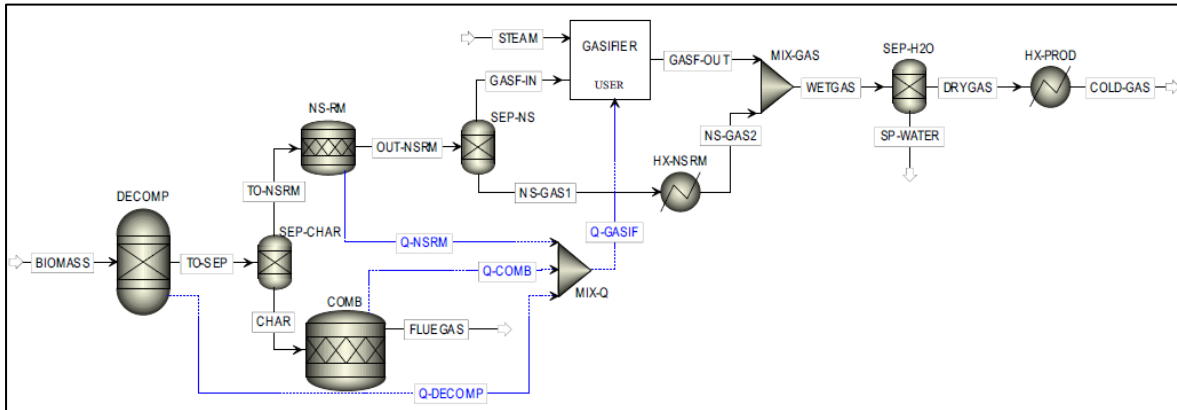 STEAM
GASIFIER
USER
GASF-OUT
MIX-GAS
SEP-H2O
HX-PROD
GASF-IN
WETGAS
DRYGAS
COLD-GAS
NS-RM
SEP-NS
OUT-NSRM
HX-NSRM
NS-GAS2
SP-WATER
DECOMP
TO-NSRM
NS-GAS1
SEP-CHAR
Q-NSRM
Q-GASIF
BIOMASS
TO-SEP
Q-COMB
MIX-Q
CHAR
COMB
FLUEGAS
Q-DECOMP